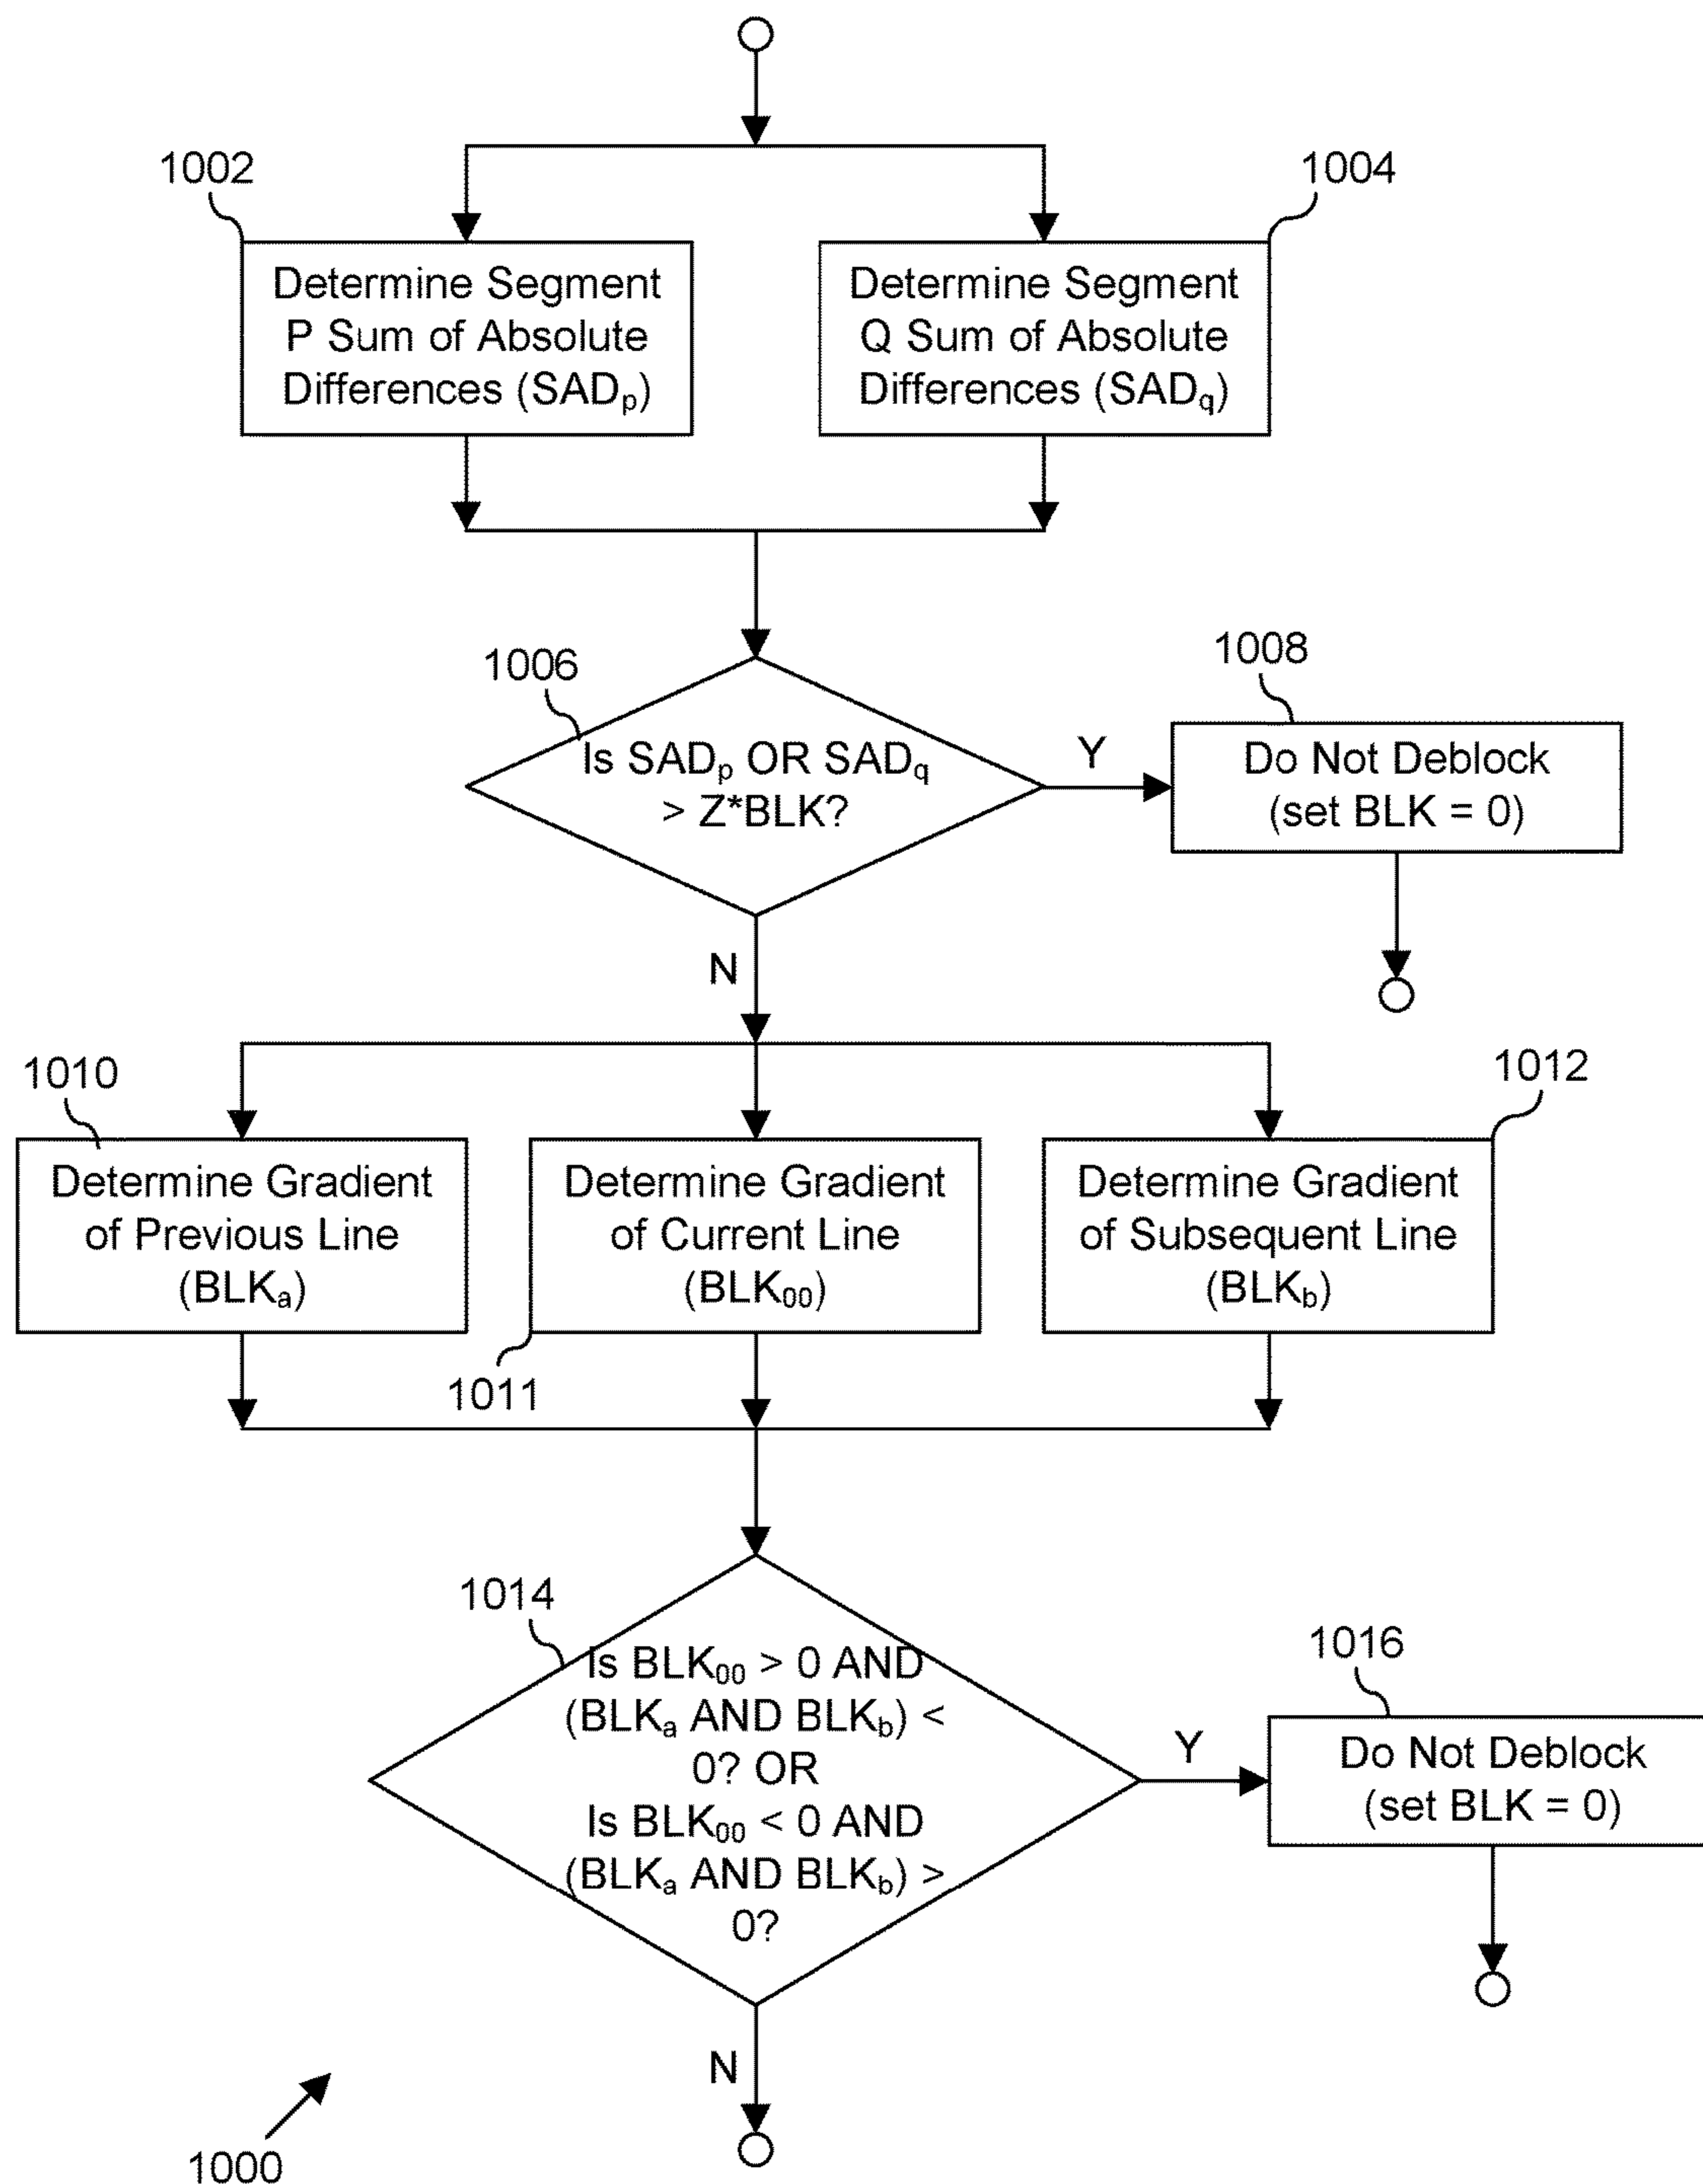 1002
1004
Determine Segment
P Sum of Absolute
Differences (SADp)
Determine Segment
Q Sum of Absolute
Differences (SADq)
1006
Is SADp OR SADq
> Z*BLK?
Y
1008
Do Not Deblock
(set BLK = 0)
N
1010
Determine Gradient
of Previous Line
(BLKa)
1011
Determine Gradient
of Current Line
(BLK00)
1012
Determine Gradient
of Subsequent Line
(BLKb)
1014
Is BLK00 > 0 AND
(BLKa AND BLKb) <
0? OR
Is BLK00 < 0 AND
(BLKa AND BLKb) >
0?
Y
1016
Do Not Deblock
(set BLK = 0)
N
1000